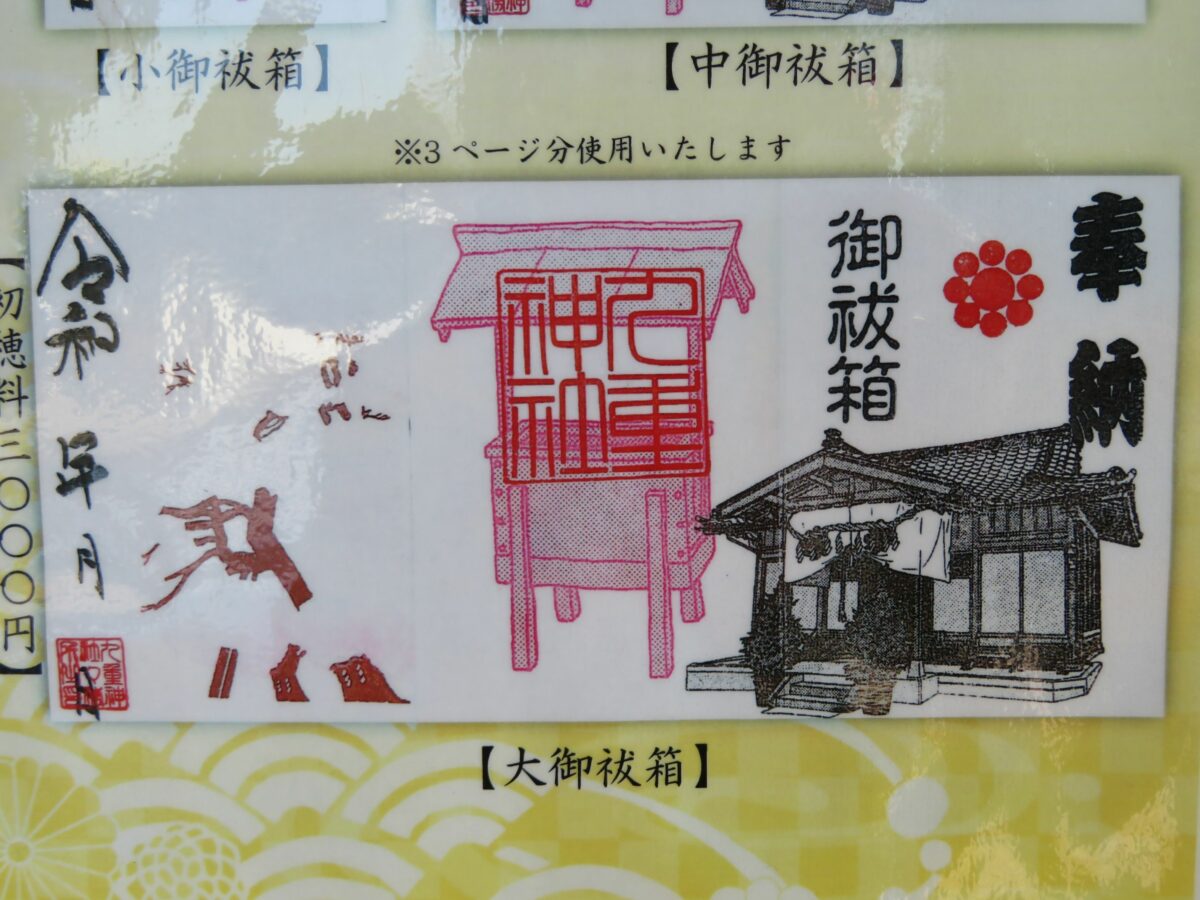 【小御祓箱】
【中御祓箱】
※3ページ分使用いたします
奉納
御祓箱
九重
神社
令和 年 月 日
【初穂料三〇〇〇円】
【大御祓箱】